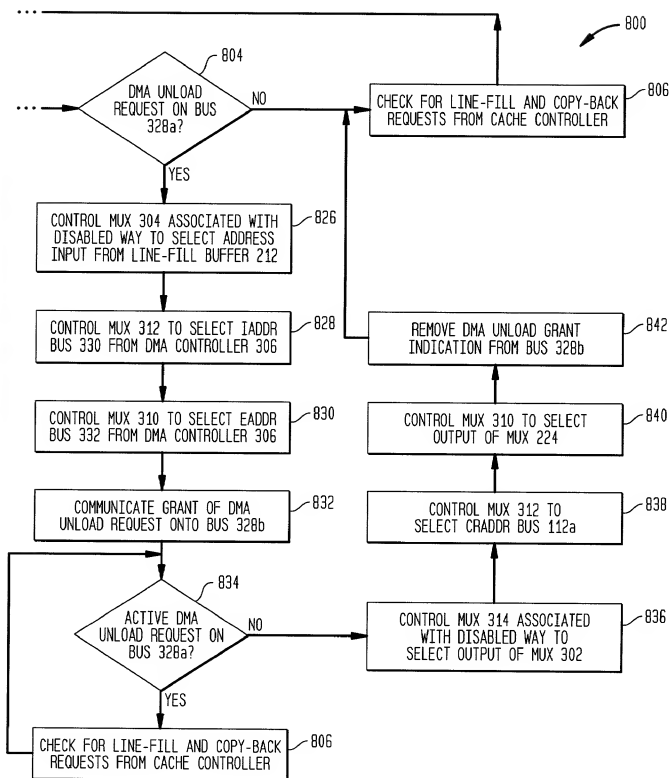 ...
800
804
DMA UNLOAD
REQUEST ON BUS
328a?
NO
YES
...
CHECK FOR LINE-FILL AND COPY-BACK
REQUESTS FROM CACHE CONTROLLER
806
CONTROL MUX 304 ASSOCIATED WITH
DISABLED WAY TO SELECT ADDRESS
INPUT FROM LINE-FILL BUFFER 212
826
CONTROL MUX 312 TO SELECT IADDR
BUS 330 FROM DMA CONTROLLER 306
828
CONTROL MUX 310 TO SELECT EADDR
BUS 332 FROM DMA CONTROLLER 306
830
COMMUNICATE GRANT OF DMA
UNLOAD REQUEST ONTO BUS 328b
832
834
ACTIVE DMA
UNLOAD REQUEST ON
BUS 328a?
NO
YES
CHECK FOR LINE-FILL AND COPY-BACK
REQUESTS FROM CACHE CONTROLLER
806
REMOVE DMA UNLOAD GRANT
INDICATION FROM BUS 328b
842
CONTROL MUX 310 TO SELECT
OUTPUT OF MUX 224
840
CONTROL MUX 312 TO
SELECT CRADDR BUS 112a
838
CONTROL MUX 314 ASSOCIATED
WITH DISABLED WAY TO
SELECT OUTPUT OF MUX 302
836